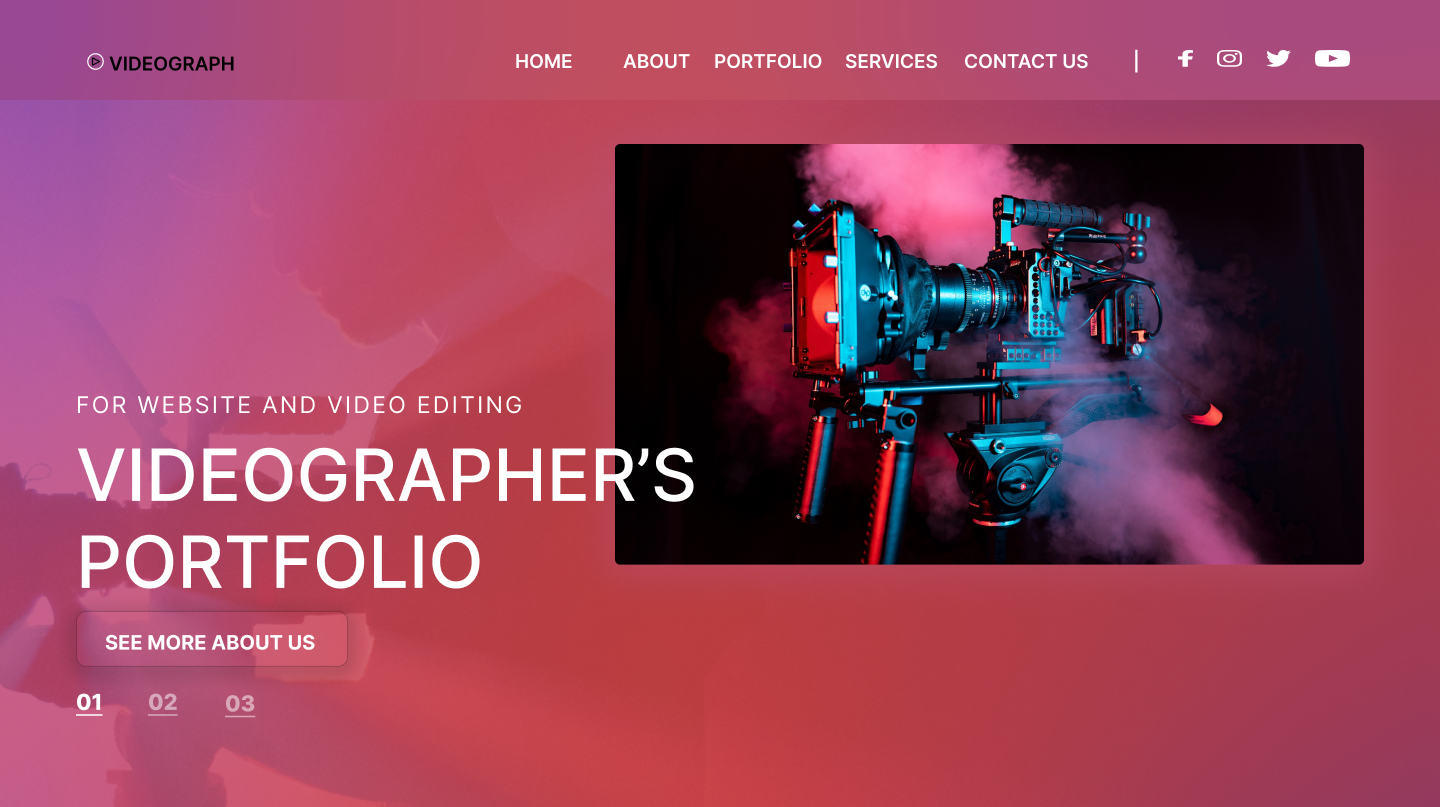 VIDEOGRAPH
HOME ABOUT PORTFOLIO SERVICES CONTACT US |
FOR WEBSITE AND VIDEO EDITING
VIDEOGRAPHER’S
PORTFOLIO
SEE MORE ABOUT US
01 02 03